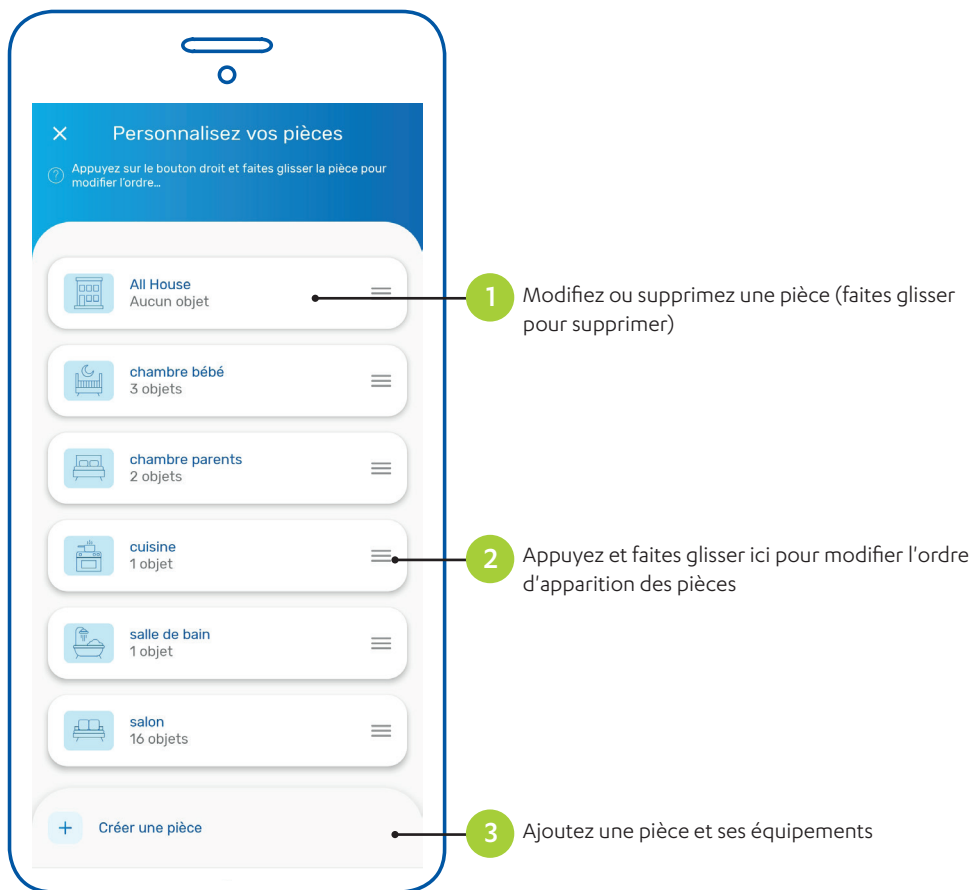 Personnalisez vos pièces
Appuyez sur le bouton droit et faites glisser la pièce pour
modifier l'ordre...
All House
Aucun objet
1
Modifiez ou supprimez une pièce (faites glisser
pour supprimer)
chambre bébé
3 objets
chambre parents
2 objets
cuisine
1 objet
2
Appuyez et faites glisser ici pour modifier l'ordre
d'apparition des pièces
salle de bain
1 objet
salon
16 objets
Créer une pièce
3
Ajoutez une pièce et ses équipements